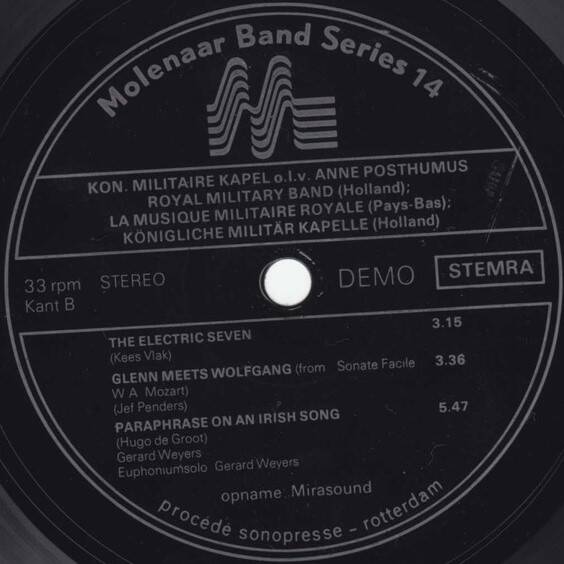 Molenaar Band Series 14
KON. MILITAIRE KAPEL o.l.v. ANNE POSTHUMUS
ROYAL MILITARY BAND (Holland);
LA MUSIQUE MILITAIRE ROYALE (Pays-Bas);
KÖNIGLICHE MILITÄR KAPELLE (Holland)
33 rpm STEREO DEMO STEMRA
Kant B
THE ELECTRIC SEVEN 3.15
(Kees Vlak)
GLENN MEETS WOLFGANG (from Sonate Facile 3.36
W A Mozart)
(Jef Penders)
PARAPHRASE ON AN IRISH SONG 5.47
(Hugo de Groot)
Gerard Weyers
Euphoniumsolo Gerard Weyers
opname Mirasound
procédé sonopresse - rotterdam